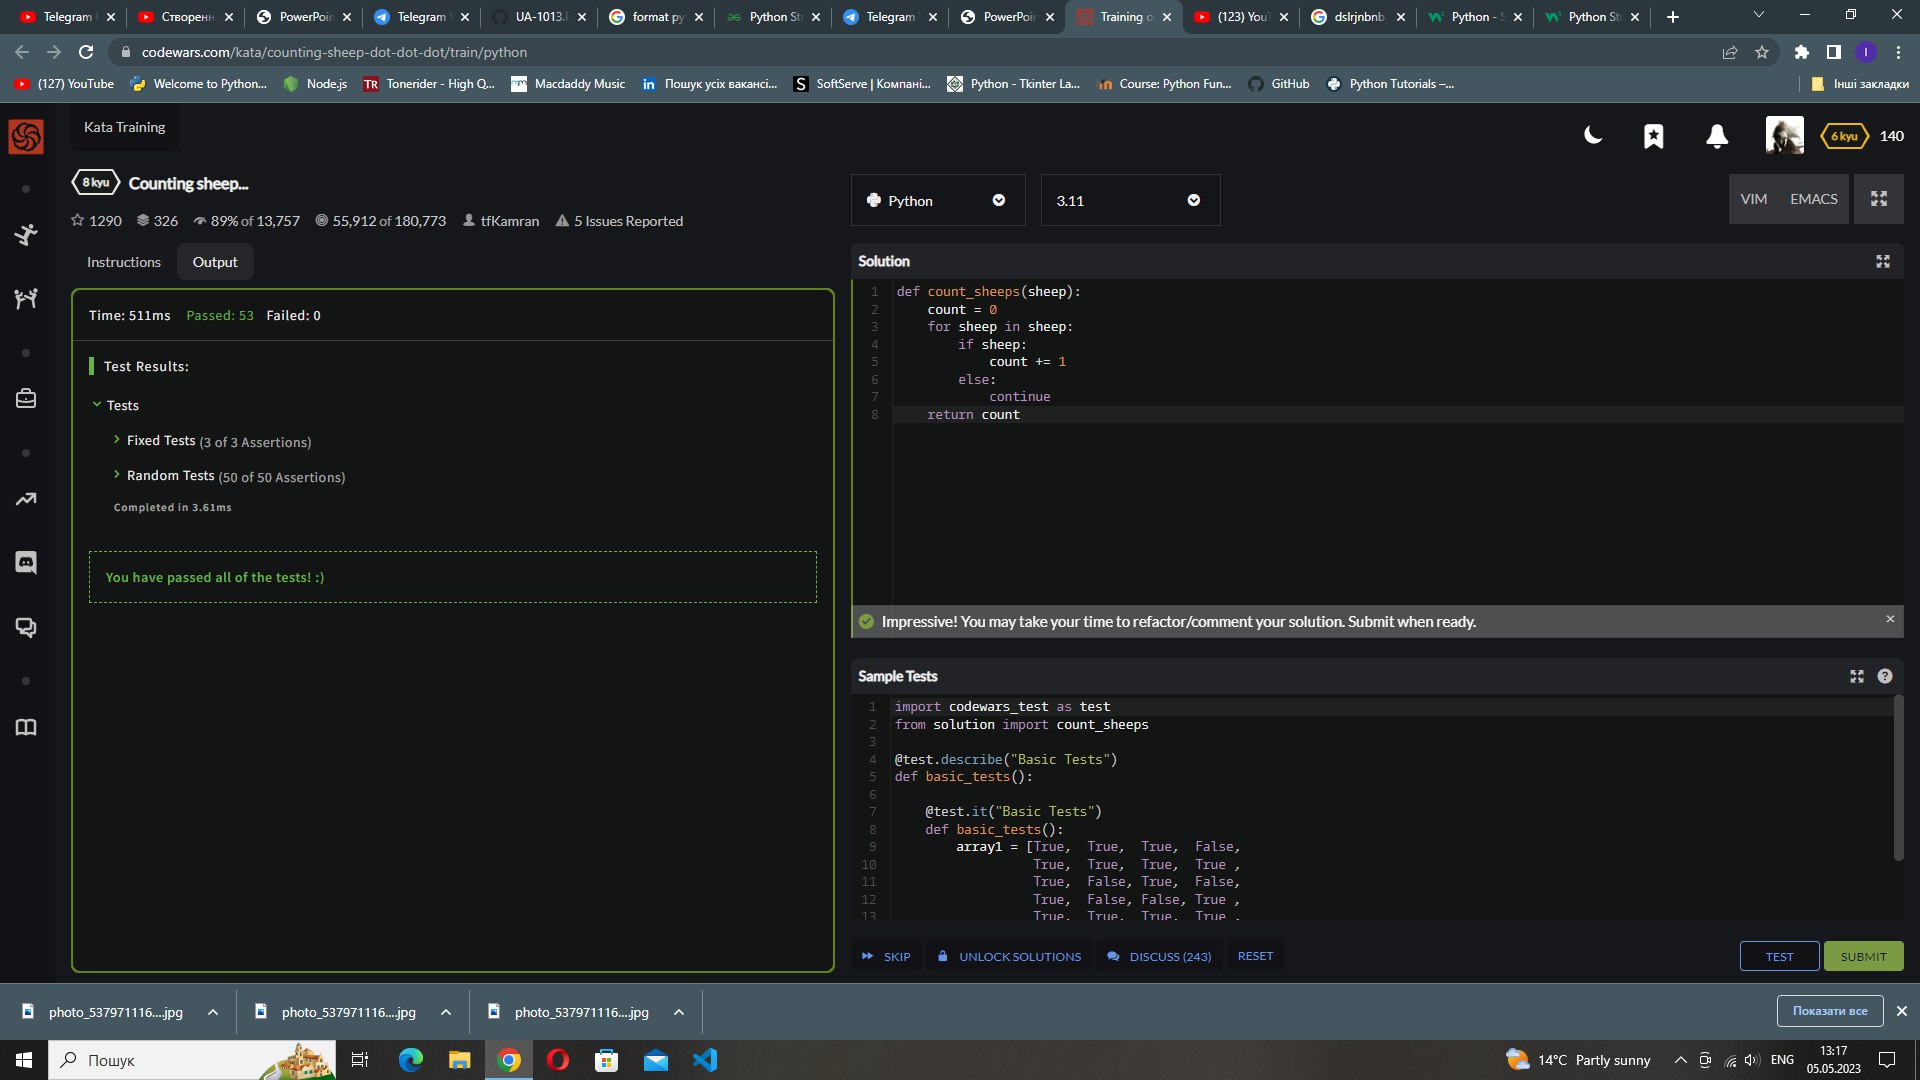 Telegram
Створенн
PowerPoin
Telegram
UA-1013.P
format py
Python St
Telegram
PowerPoin
Training o
(123) YouT
dslrjnbnb
Python - S
Python St
codewars.com/kata/counting-sheep-dot-dot-dot/train/python
(127) YouTube
Welcome to Python...
Node.js
TR Tonerider - High Q...
Macdaddy Music
in Пошук усіх вакансі...
S SoftServe | Компані...
Python - Tkinter La...
Course: Python Fun...
GitHub
Python Tutorials –...
Інші закладки
Kata Training
6 kyu 140
8 kyu Counting sheep...
1290 326 89% of 13,757 55,912 of 180,773 tfKamran 5 Issues Reported
Instructions Output
Time: 511ms Passed: 53 Failed: 0
Test Results:
Tests
Fixed Tests (3 of 3 Assertions)
Random Tests (50 of 50 Assertions)
Completed in 3.61ms
You have passed all of the tests! :)
Python 3.11 VIM EMACS
Solution
1 def count_sheeps(sheep):
2 count = 0
3 for sheep in sheep:
4 if sheep:
5 count += 1
6 else:
7 continue
8 return count
Impressive! You may take your time to refactor/comment your solution. Submit when ready.
Sample Tests
1 import codewars_test as test
2 from solution import count_sheeps
3
4 @test.describe("Basic Tests")
5 def basic_tests():
6
7 @test.it("Basic Tests")
8 def basic_tests():
9 array1 = [True, True, True, False,
10 True, True, True, True ,
11 True, False, True, False,
12 True, False, False, True ,
13 True, True, True, True ,
SKIP UNLOCK SOLUTIONS DISCUSS (243) RESET TEST SUBMIT
photo_537971116....jpg
photo_537971116....jpg
photo_537971116....jpg
Показати все
Пошук
14°C Partly sunny
ENG
13:17
05.05.2023